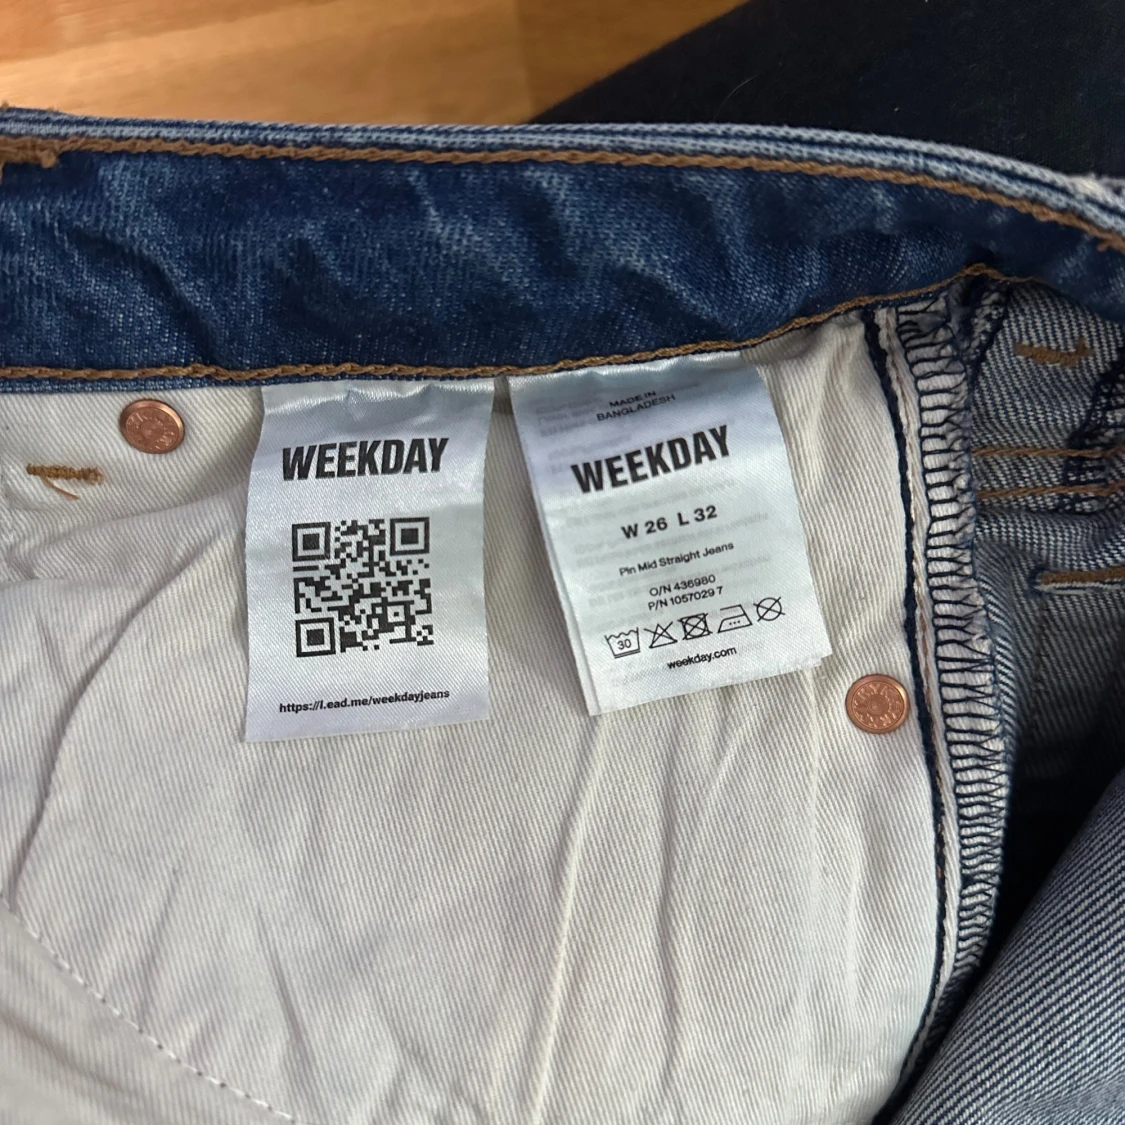 WEEKDAY
https://l.ead.me/weekdayjeans
MADE IN
BANGLADESH
WEEKDAY
W 26 L 32
Pin Mid Straight Jeans
O/N 436980
P/N 1057029 7
30
weekday.com